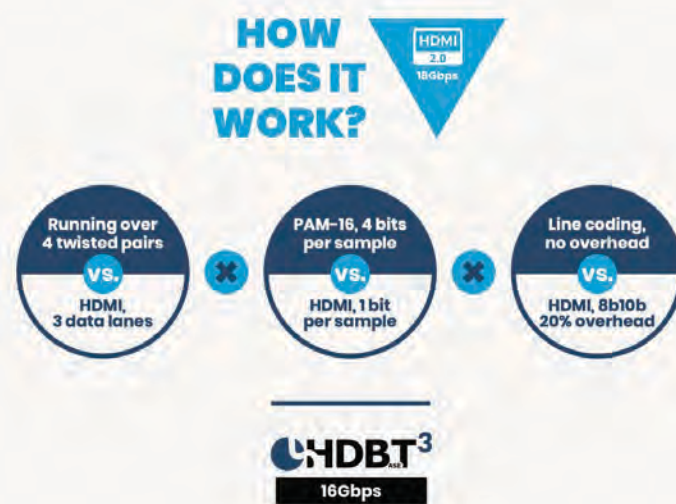 HOW
DOES IT
WORK?
HDMI
2.0
18Gbps
Running over
4 twisted pairs
vs.
HDMI,
3 data lanes
PAM-16, 4 bits
per sample
vs.
HDMI, 1 bit
per sample
Line coding,
no overhead
vs.
HDMI, 8b10b
20% overhead
HDBT3
ASE
16Gbps